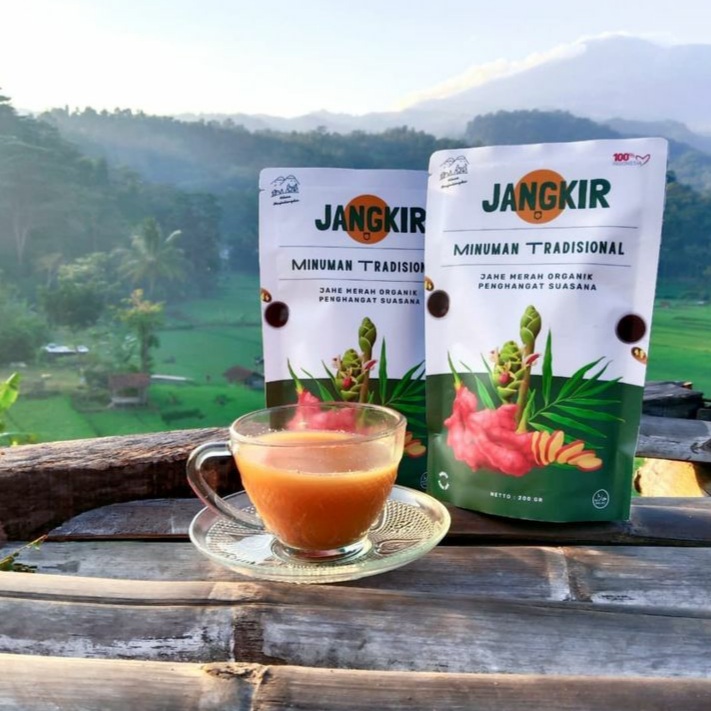 JANGKIR
MINUMAN TRADISION
JAHE MERAH ORGANIK
PENGHANGAT SUASANA
100%
INDONESIA
JANGKIR
MINUMAN TRADISIONAL
JAHE MERAH ORGANIK
PENGHANGAT SUASANA
NETTO : 200 GR